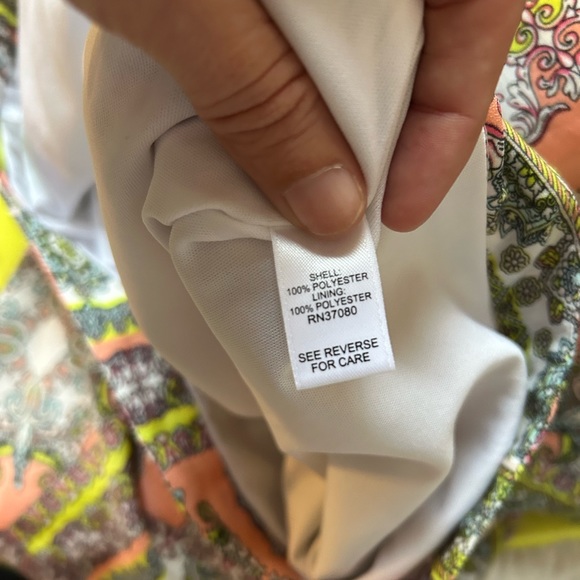 SHELL:
100% POLYESTER
LINING:
100% POLYESTER
RN37080
SEE REVERSE
FOR CARE